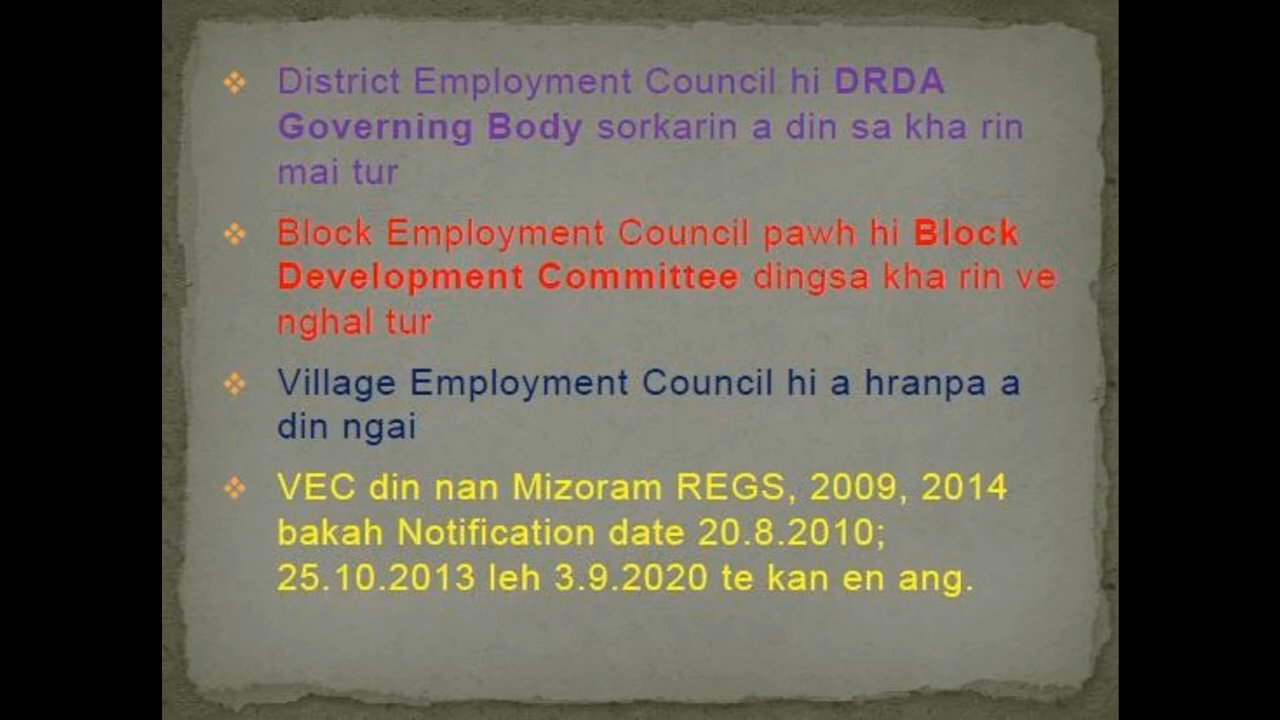 District Employment Council hi DRDA
Governing Body sorkarin a din sa kha rin
mai tur
Block Employment Council pawh hi Block
Development Committee dingsa kha rin ve
nghal tur
Village Employment Council hi a hranpa a
din ngai
VEC din nan Mizoram REGS, 2009, 2014
bakah Notification date 20.8.2010;
25.10.2013 leh 3.9.2020 te kan en ang.